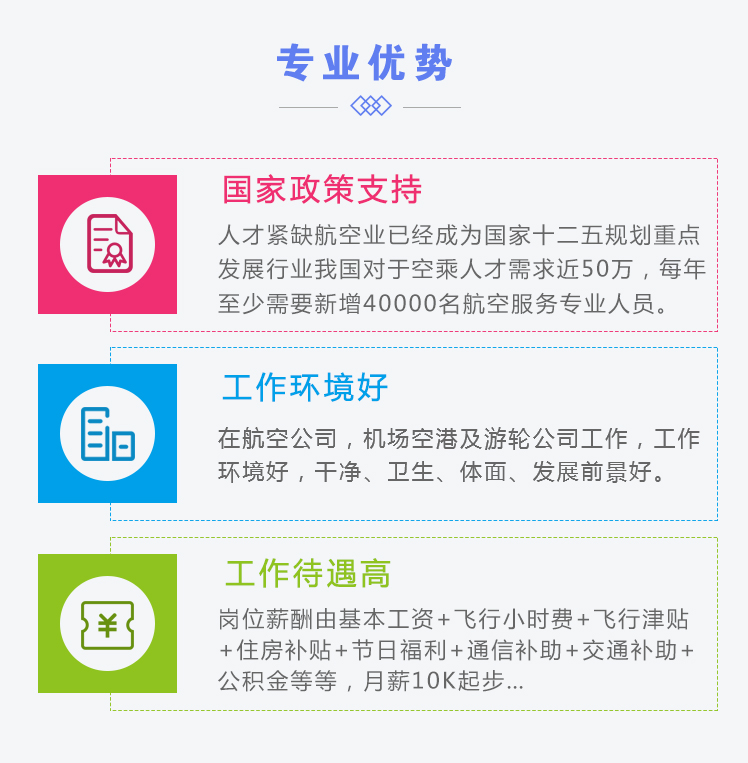 专业优势
国家政策支持
人才紧缺航空业已经成为国家十二五规划重点
发展行业我国对于空乘人才需求近50万，每年
至少需要新增40000名航空服务专业人员。
工作环境好
在航空公司，机场空港及游轮公司工作，工作
环境好，干净、卫生、体面、发展前景好。
工作待遇高
¥
岗位薪酬由基本工资+飞行小时费+飞行津贴
+住房补贴+节日福利+通信补助+交通补助+
公积金等等，月薪10K起步...